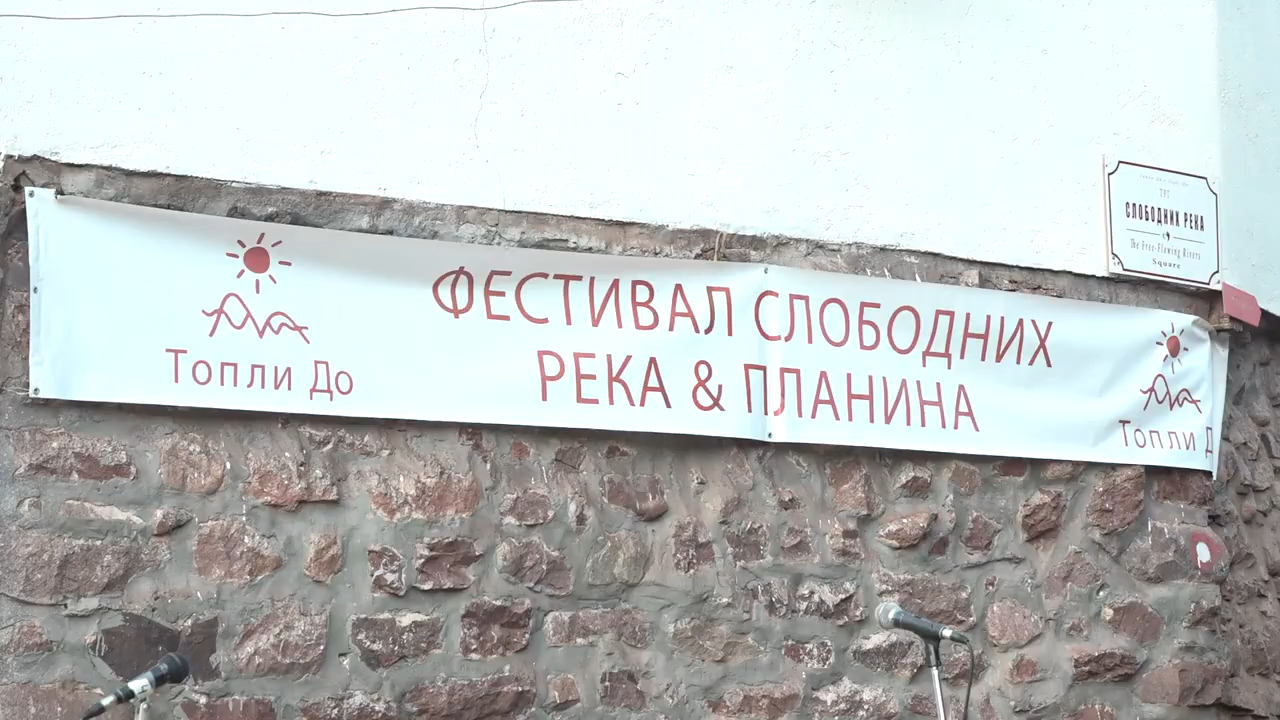 ТРГ
СЛОБОДНИХ РЕКА
The Free-Flowing Rivers
Square
ФЕСТИВАЛ СЛОБОДНИХ
РЕКА & ПЛАНИНА
Топли До
Топли Д